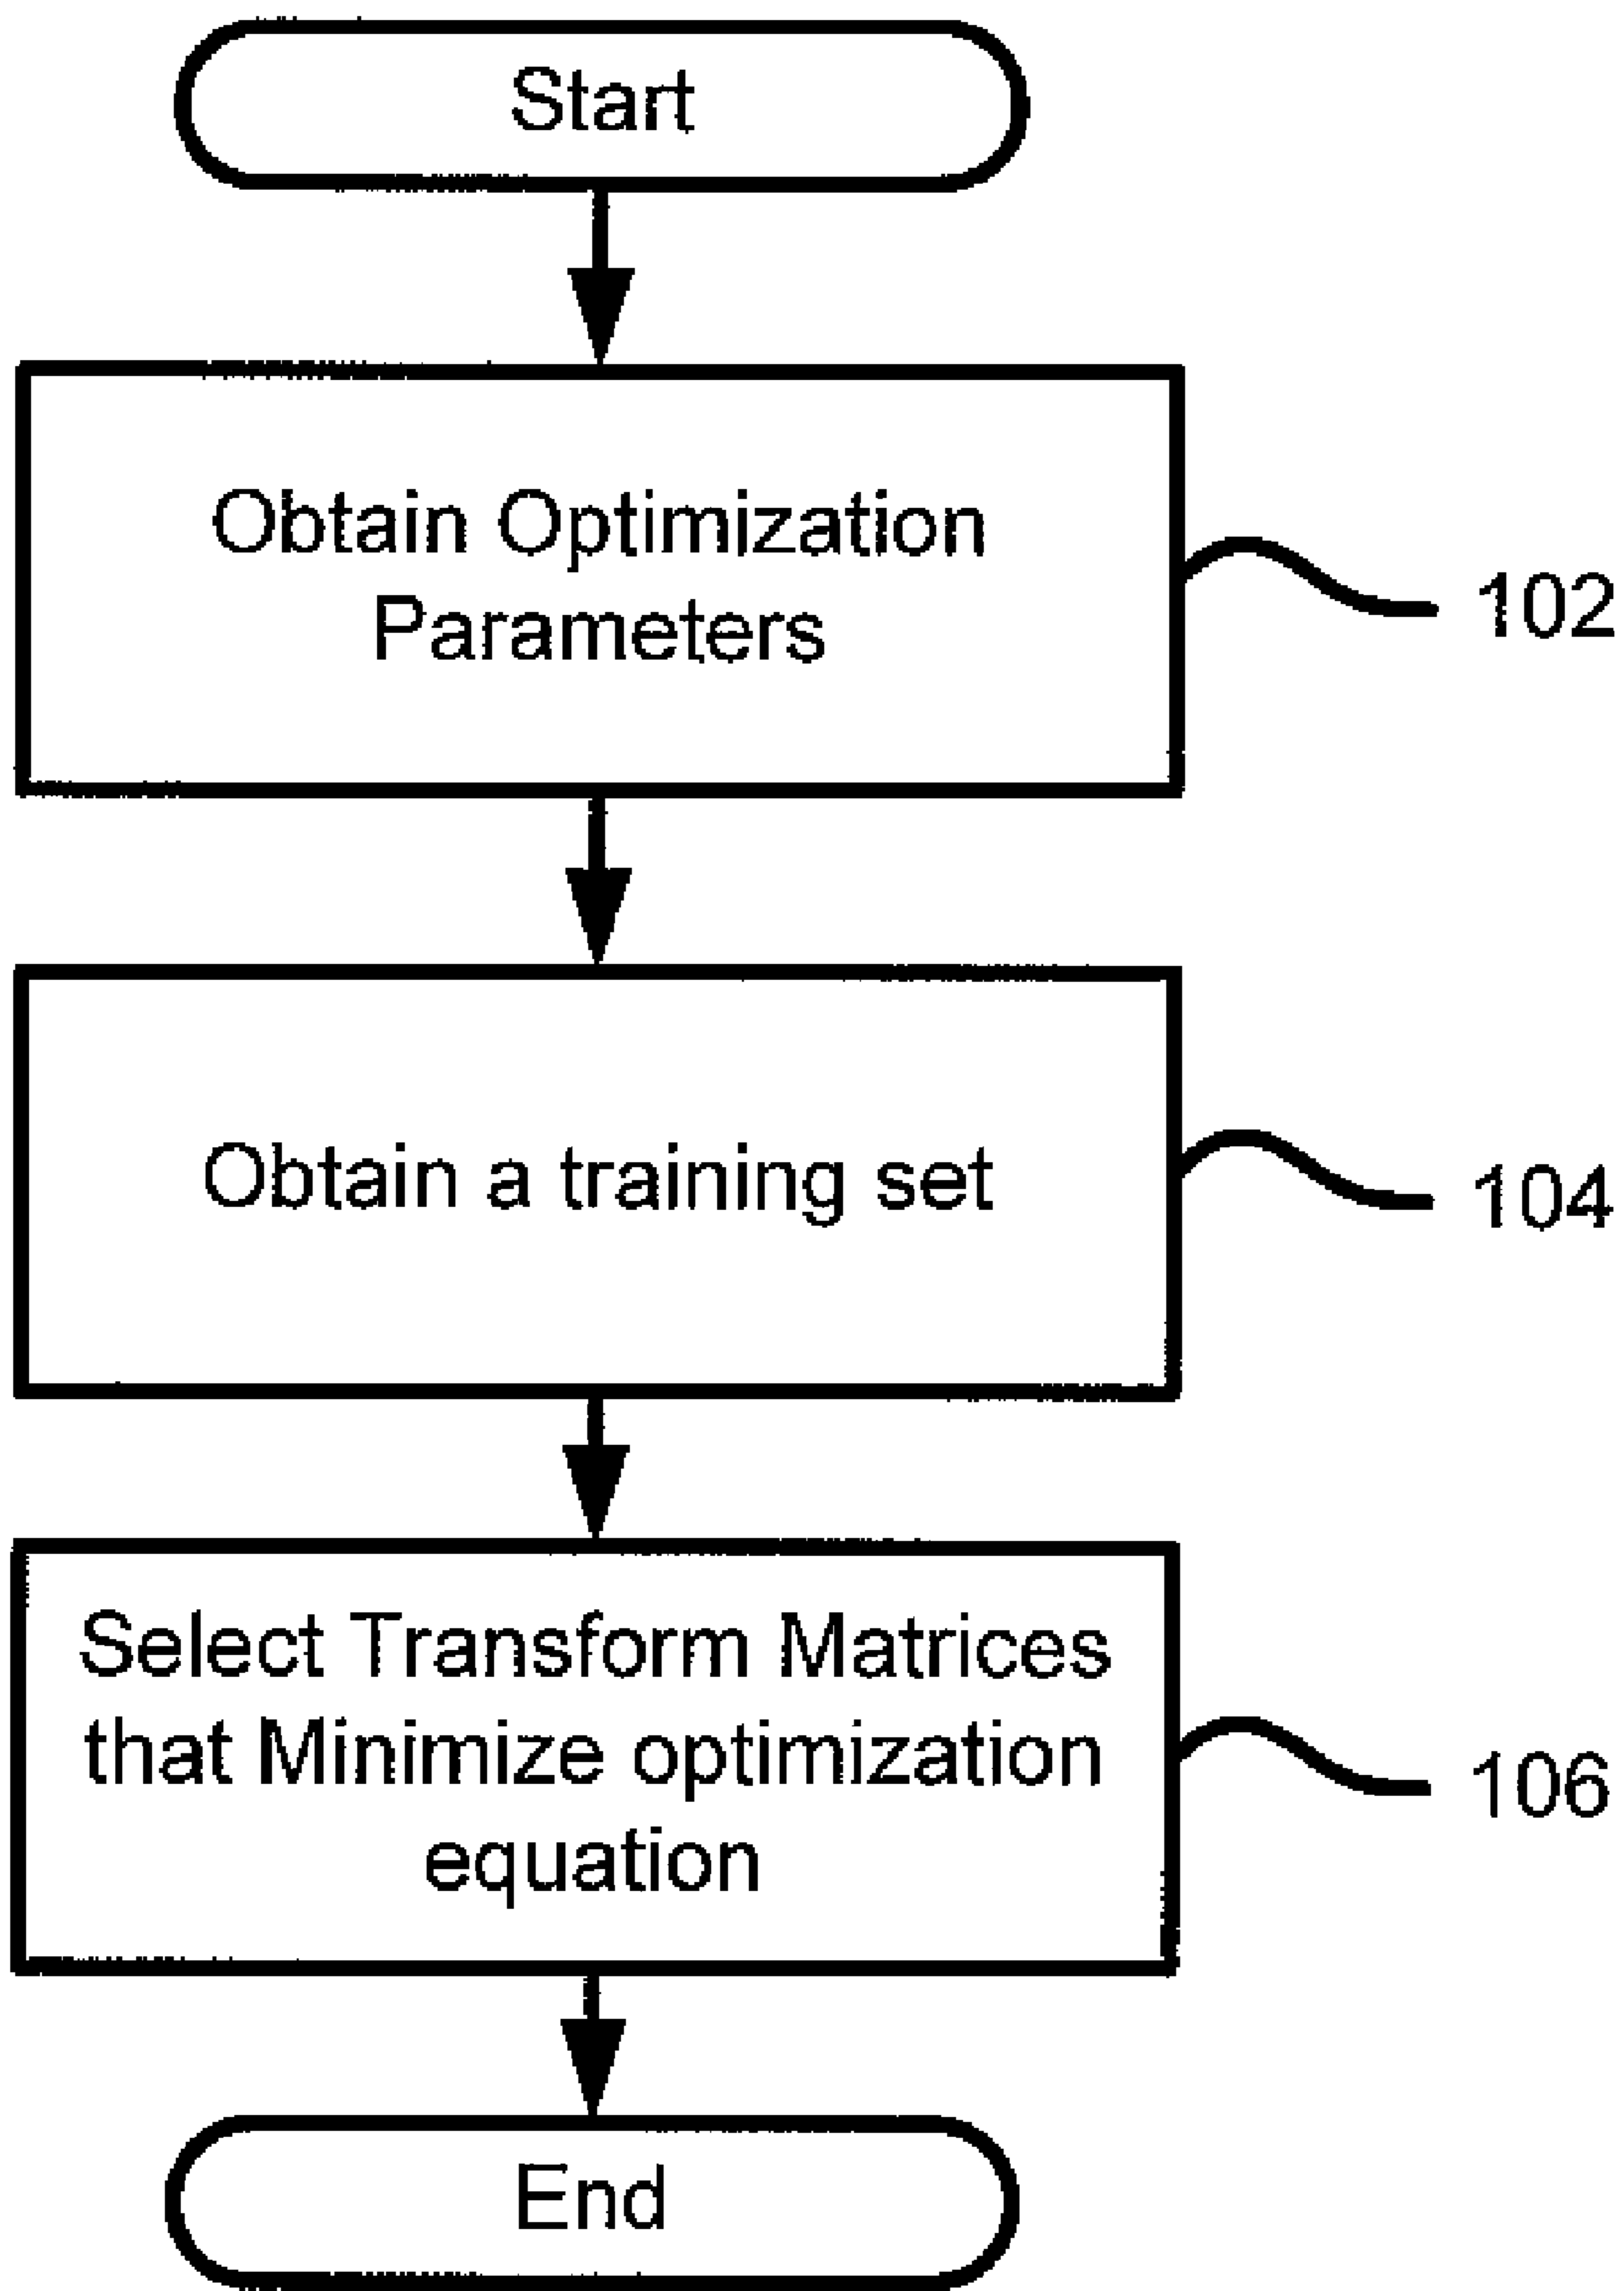 Start
Obtain Optimization
Parameters
102
Obtain a training set
104
Select Transform Matrices
that Minimize optimization
equation
106
End